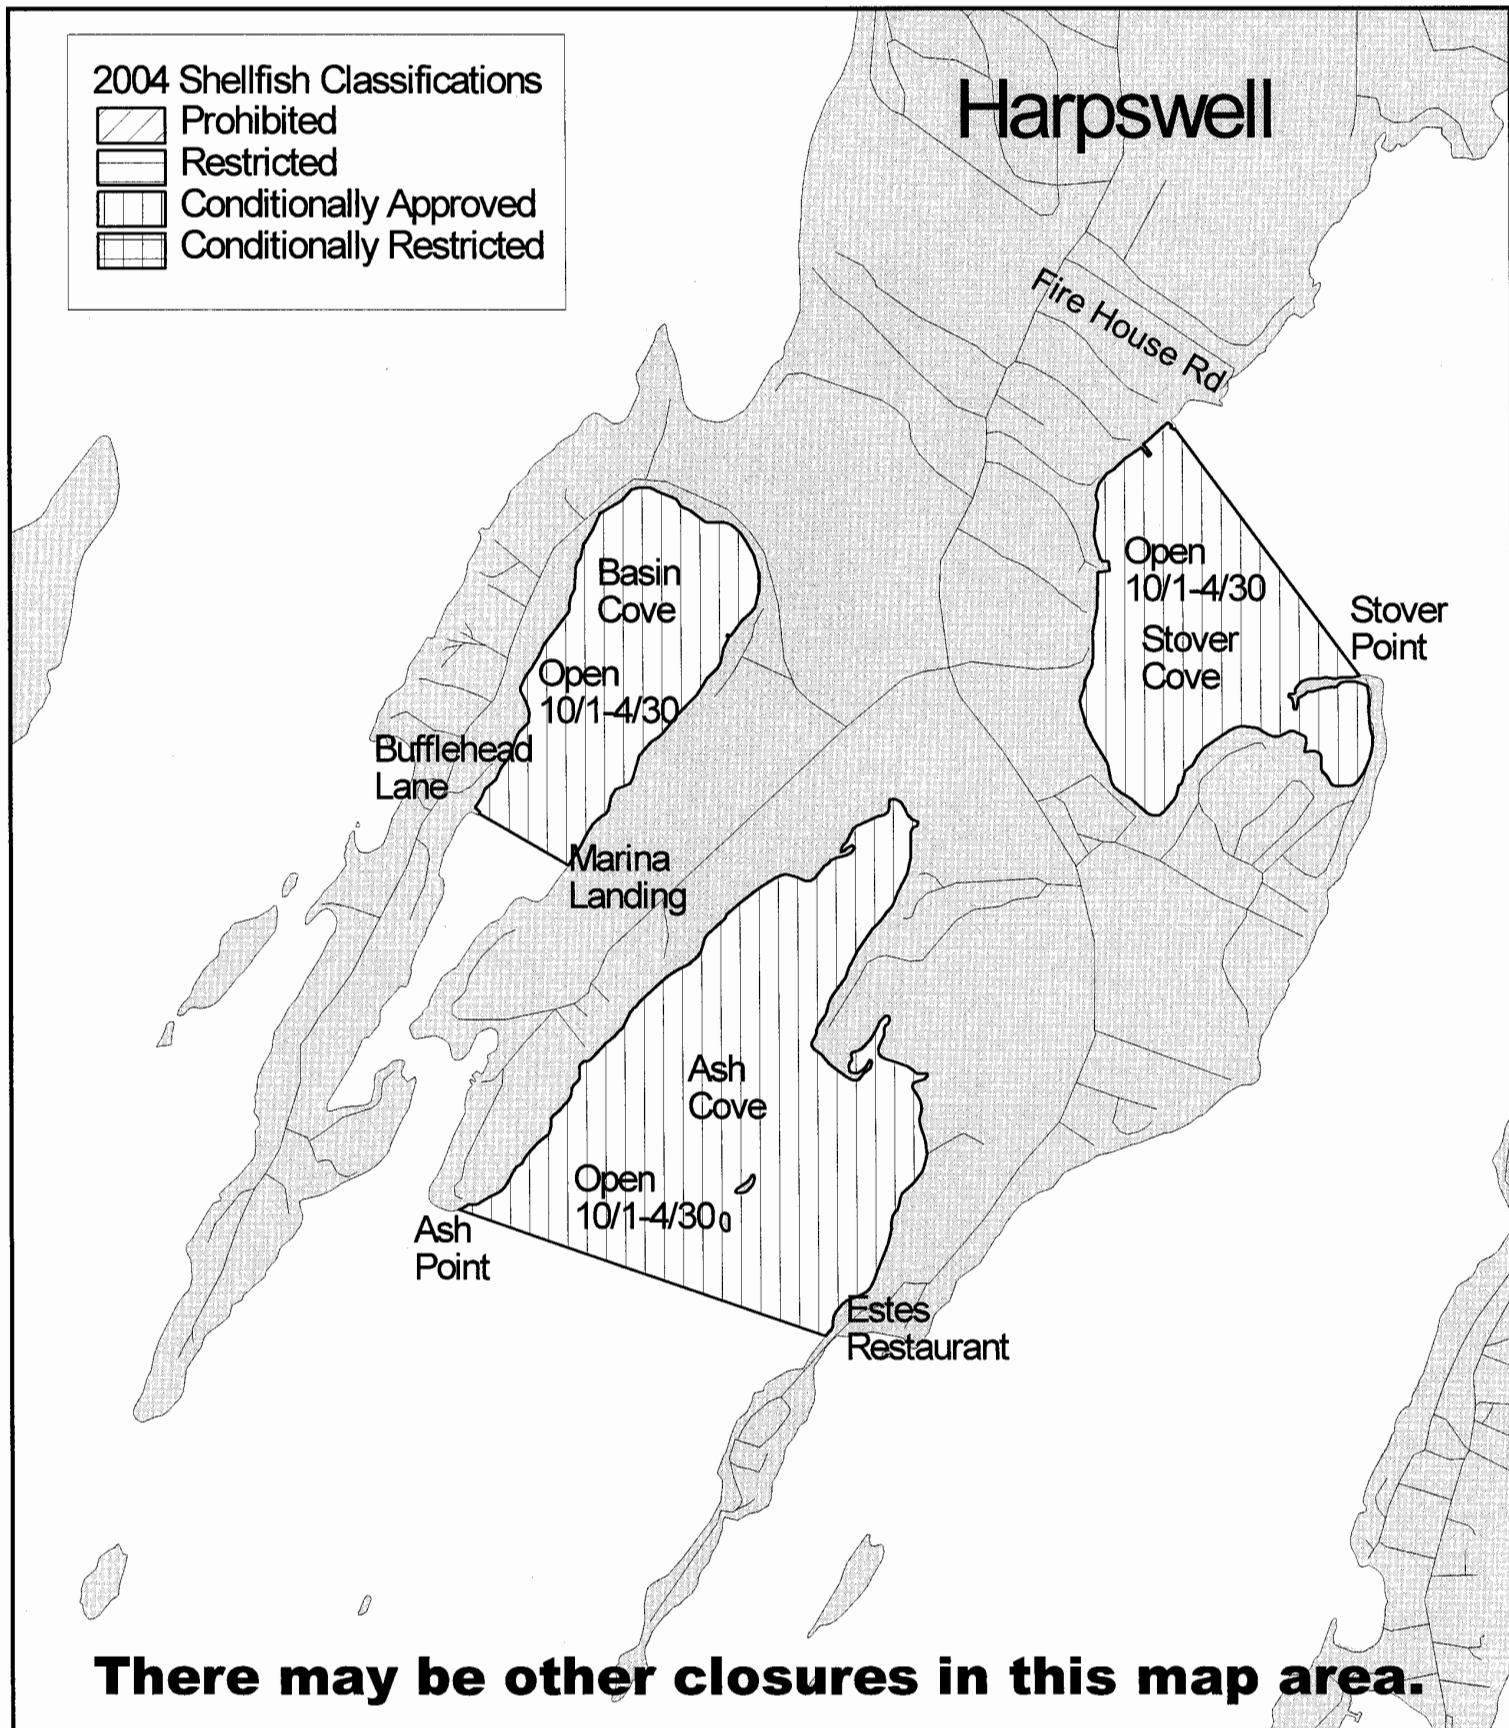 2004 Shellfish Classifications
Prohibited
Restricted
Conditionally Approved
Conditionally Restricted
Harpswell
Fire House Rd
Open
10/1-4/30
Stover
Cove
Stover
Point
Basin
Cove
Open
10/1-4/30
Bufflehead
Lane
Marina
Landing
Ash
Cove
Open
10/1-4/30
Ash
Point
Estes
Restaurant
There may be other closures in this map area.